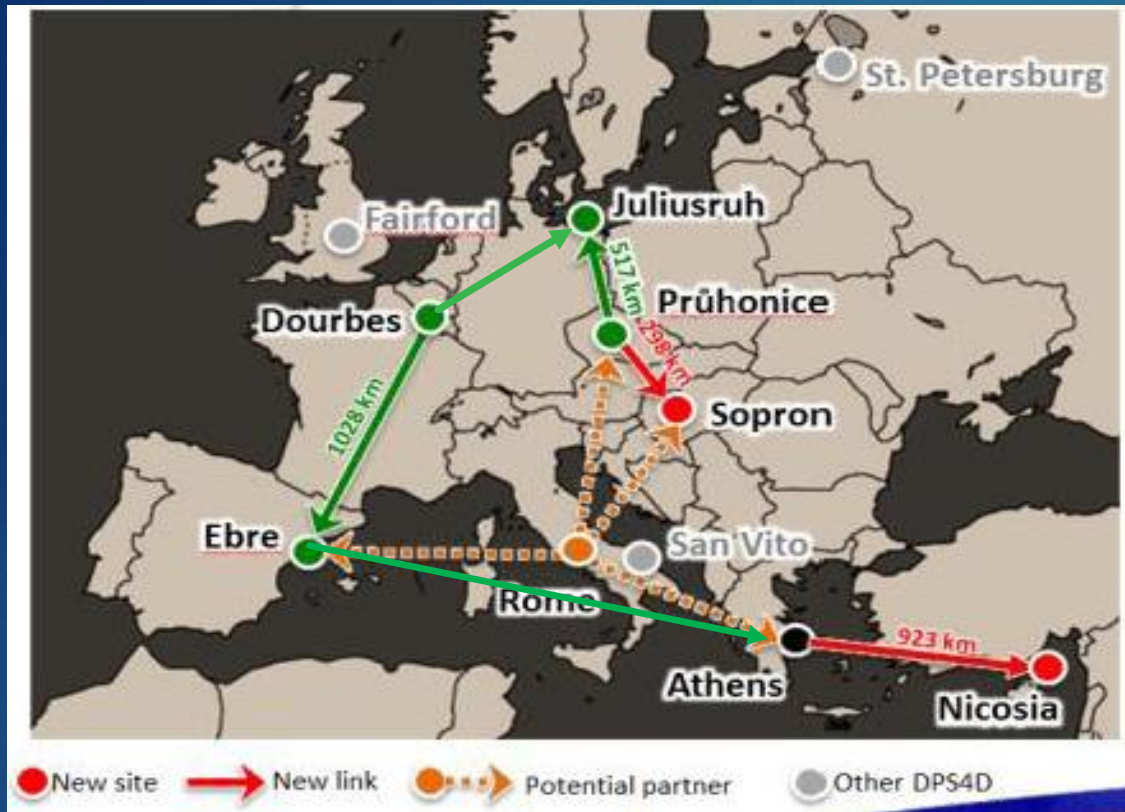 St. Petersburg
Juliusruh
Fairford
517 km
Průhonice
Dourbes
298 km
1028 km
Sopron
Ebre
San Vito
Rome
923 km
Athens
Nicosia
New site
New link
Potential partner
Other DPS4D